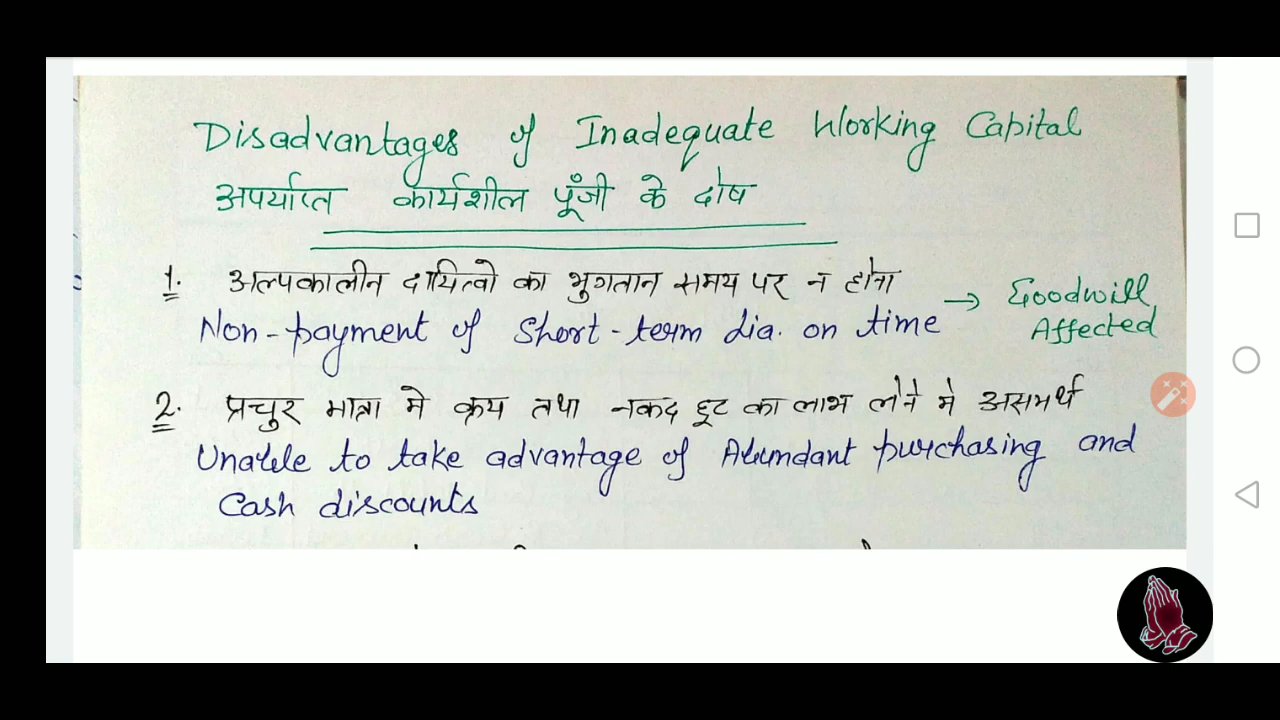 Disadvantages of Inadequate Working Capital
अपर्याप्त कार्यशील पूँजी के दोष
1. अल्पकालीन दायित्वो का भुगतान समय पर न होना
Non-payment of Short-term Lia. on time
→ Goodwill
Affected
2. प्रचुर मात्रा मे क्रय तथा नकद छूट का लाभ लेने मे असमर्थ
Unable to take advantage of Abundant purchasing and
Cash discounts